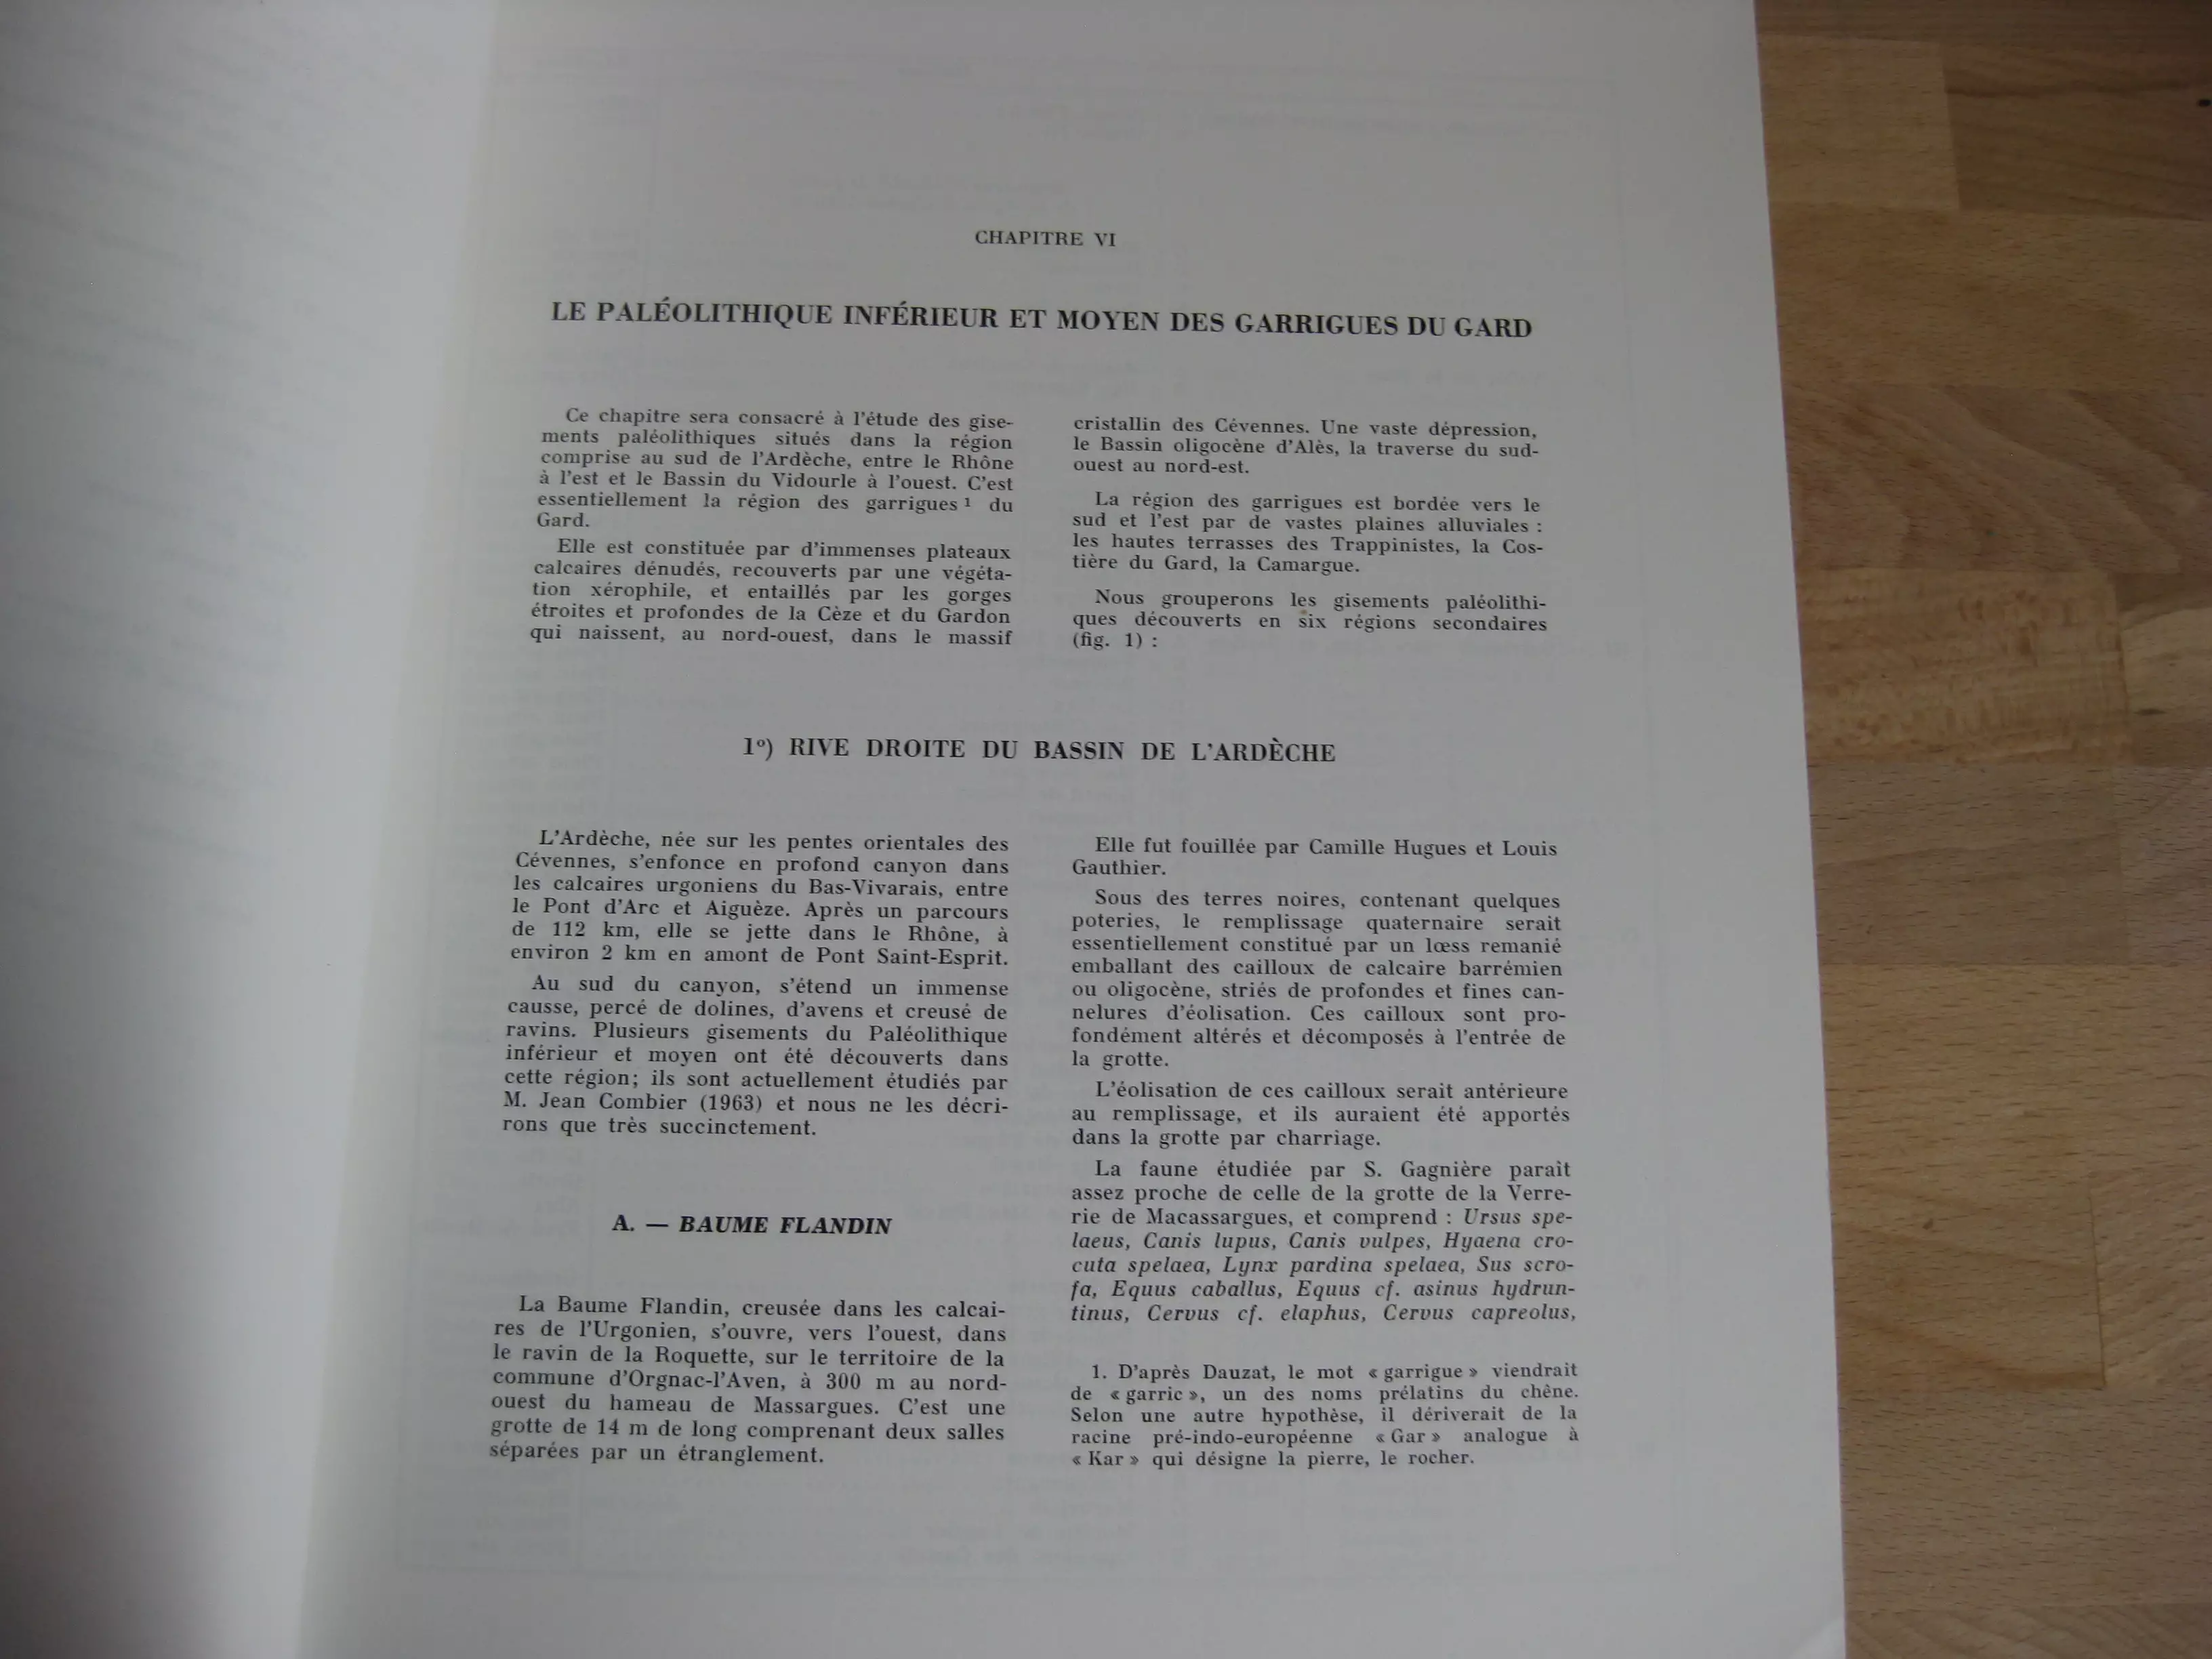 CHAPITRE VI
LE PALÉOLITHIQUE INFÉRIEUR ET MOYEN DES GARRIGUES DU GARD
Ce chapitre sera consacré à l'étude des gise-
ments paléolithiques situés dans la région
comprise au sud de l'Ardèche, entre le Rhône
à l'est et le Bassin du Vidourle à l'ouest. C'est
essentiellement la région des garrigues ¹ du
Gard.
Elle est constituée par d'immenses plateaux
calcaires dénudés, recouverts par une végéta-
tion xérophile, et entaillés par les gorges
étroites et profondes de la Cèze et du Gardon
qui naissent, au nord-ouest, dans le massif
cristallin des Cévennes. Une vaste dépression,
le Bassin oligocène d'Alès, la traverse du sud-
ouest au nord-est.
La région des garrigues est bordée vers le
sud et l'est par de vastes plaines alluviales :
les hautes terrasses des Trappinistes, la Cos-
tière du Gard, la Camargue.
Nous grouperons les gisements paléolithi-
ques découverts en six régions secondaires
(fig. 1) :
1°) RIVE DROITE DU BASSIN DE L'ARDÈCHE
L'Ardèche, née sur les pentes orientales des
Cévennes, s'enfonce en profond canyon dans
les calcaires urgoniens du Bas-Vivarais, entre
le Pont d'Arc et Aiguèze. Après un parcours
de 112 km, elle se jette dans le Rhône, à
environ 2 km en amont de Pont Saint-Esprit.
Au sud du canyon, s'étend un immense
causse, percé de dolines, d'avens et creusé de
ravins. Plusieurs gisements du Paléolithique
inférieur et moyen ont été découverts dans
cette région; ils sont actuellement étudiés par
M. Jean Combier (1963) et nous ne les décri-
rons que très succinctement.
A. — BAUME FLANDIN
La Baume Flandin, creusée dans les calcai-
res de l'Urgonien, s'ouvre, vers l'ouest, dans
le ravin de la Roquette, sur le territoire de la
commune d'Orgnac-l'Aven, à 300 m au nord-
ouest du hameau de Massargues. C'est une
grotte de 14 m de long comprenant deux salles
séparées par un étranglement.
Elle fut fouillée par Camille Hugues et Louis
Gauthier.
Sous des terres noires, contenant quelques
poteries, le remplissage quaternaire serait
essentiellement constitué par un lœss remanié
emballant des cailloux de calcaire barrémien
ou oligocène, striés de profondes et fines can-
nelures d'éolisation. Ces cailloux sont pro-
fondément altérés et décomposés à l'entrée de
la grotte.
L'éolisation de ces cailloux serait antérieure
au remplissage, et ils auraient été apportés
dans la grotte par charriage.
La faune étudiée par S. Gagnière paraît
assez proche de celle de la grotte de la Verre-
rie de Macassargues, et comprend : Ursus spe-
laeus, Canis lupus, Canis vulpes, Hyaena cro-
cuta spelaea, Lynx pardina spelaea, Sus scro-
fa, Equus caballus, Equus cf. asinus hydrun-
tinus, Cervus cf. elaphus, Cervus capreolus,
1. D'après Dauzat, le mot « garrigue » viendrait
de « garric », un des noms prélatins du chêne.
Selon une autre hypothèse, il dériverait de la
racine pré-indo-européenne « Gar » analogue à
« Kar » qui désigne la pierre, le rocher.